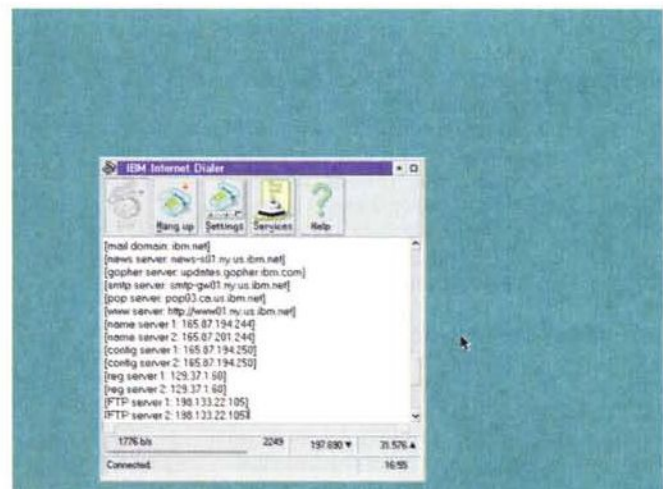 IBM Internet Dialer
Hang up Settings Services Help
[mail domain: ibm.net]
[news server: news-s01.ny.us.ibm.net]
[gopher server: updates.gopher.ibm.com]
[smtp server: smtp-gw01.ny.us.ibm.net]
[pop server: pop03.ca.us.ibm.net]
[www server: http://www01.ny.us.ibm.net]
[name server 1: 165.87.194.244]
[name server 2: 165.87.201.244]
[config server 1: 165.87.194.250]
[config server 2: 165.87.194.250]
[reg server 1: 129.37.1.60]
[reg server 2: 129.37.1.60]
[FTP server 1: 198.133.22.105]
[FTP server 2: 198.133.22.105]
1776 b/s 2249 197.690 31.576
Connected. 16:55